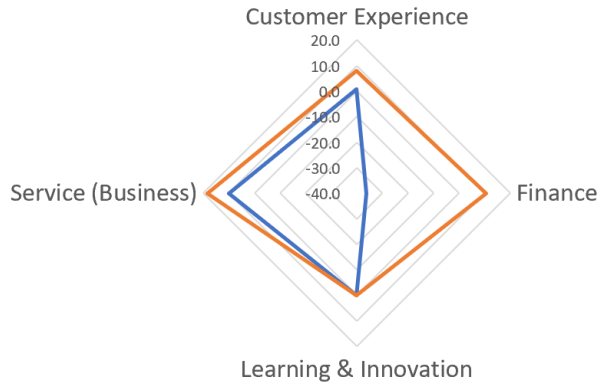 Customer Experience
20.0
10.0
0.0
-10.0
-20.0
-30.0
-40.0
Service (Business)
Finance
Learning & Innovation